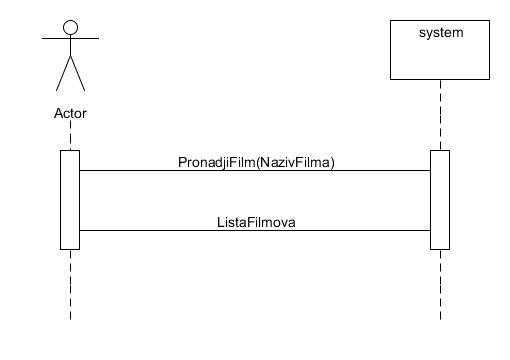 system
Actor
PronadjiFilm(NazivFilma)
ListaFilmova